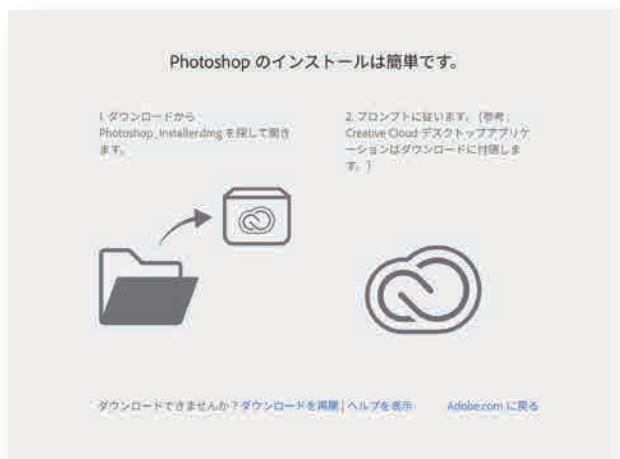 Photoshop のインストールは簡単です。
1. ダウンロードから
Photoshop_Installer.dmg を探して開き
ます。
2. プロンプトに従います。 (参考 :
Creative Cloud デスクトップアプリケ
ーションはダウンロードに付随しま
す。)
ダウンロードできませんか ? ダウンロードを再開 | ヘルプを表示
Adobe.com に戻る